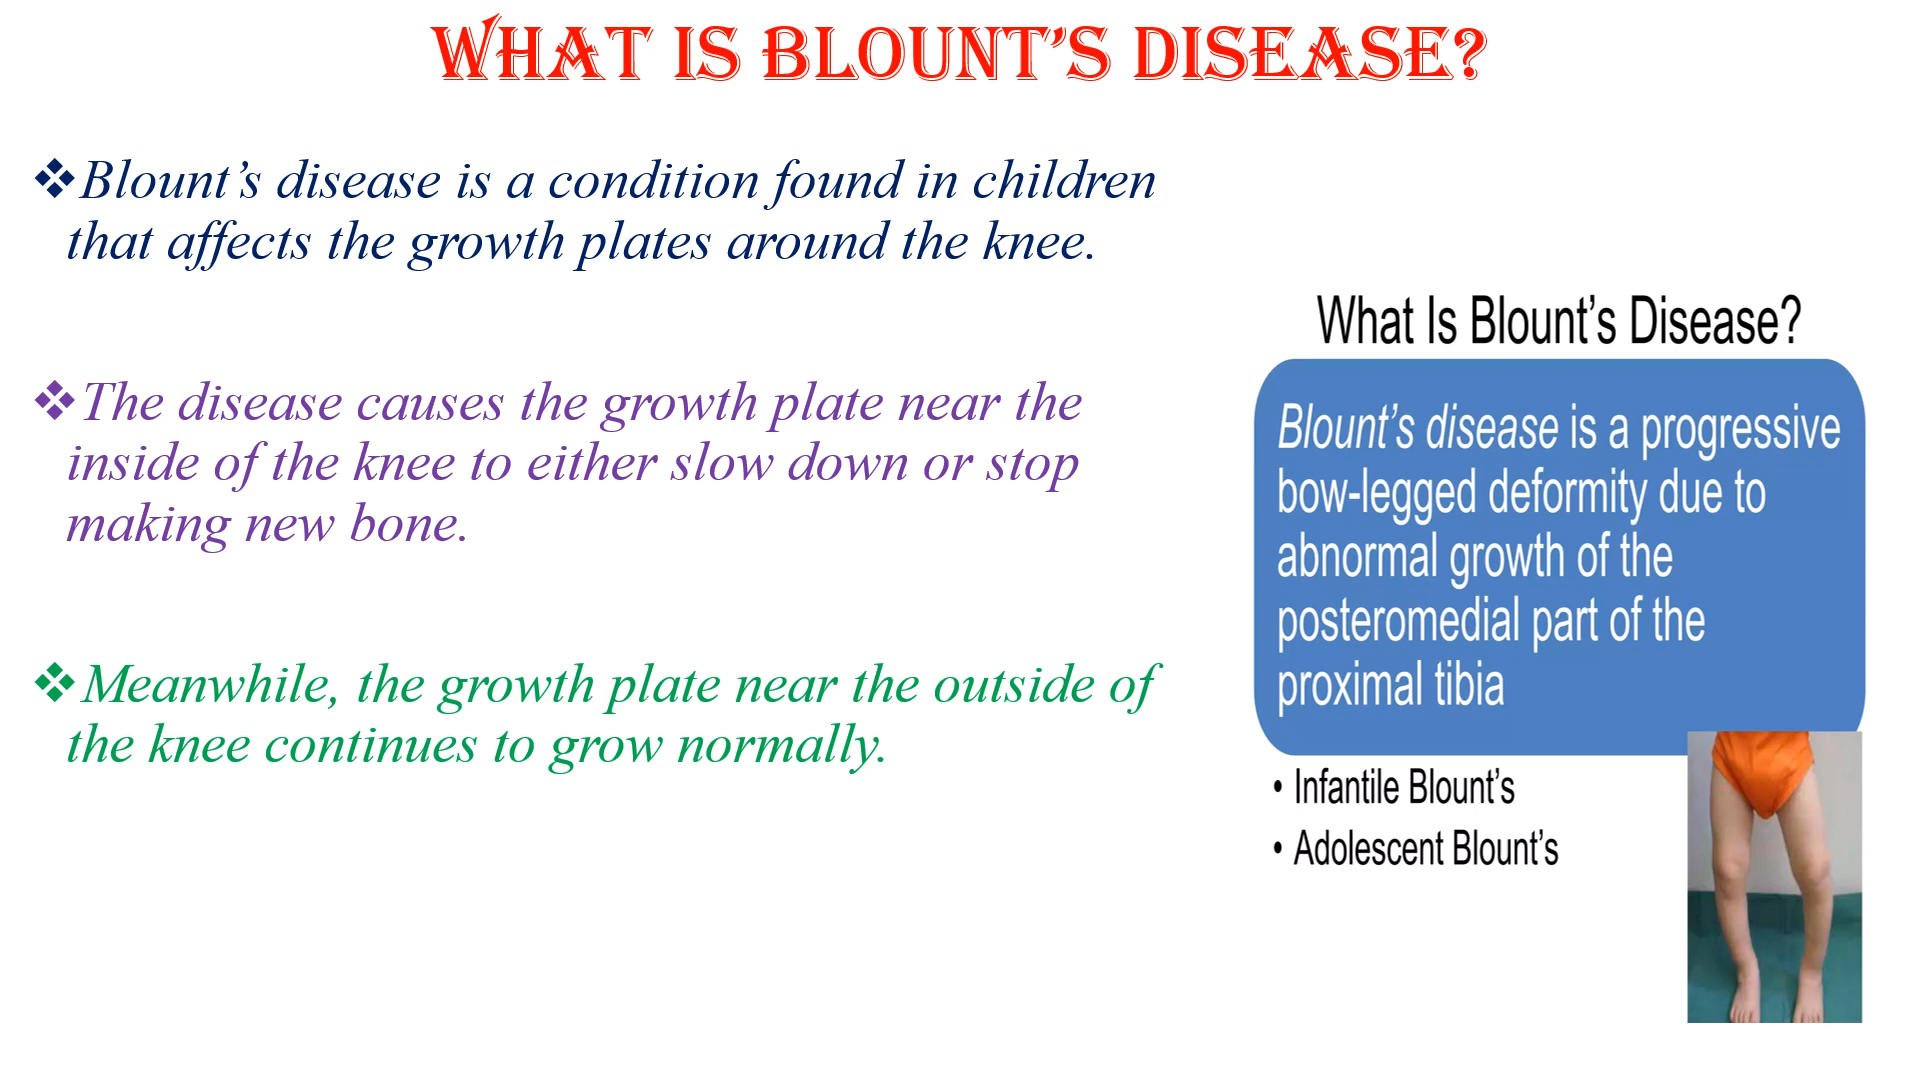 WHAT IS BLOUNT’S DISEASE?
❖Blount’s disease is a condition found in children
that affects the growth plates around the knee.
❖The disease causes the growth plate near the
inside of the knee to either slow down or stop
making new bone.
❖Meanwhile, the growth plate near the outside of
the knee continues to grow normally.
What Is Blount’s Disease?
Blount’s disease is a progressive
bow-legged deformity due to
abnormal growth of the
posteromedial part of the
proximal tibia
• Infantile Blount’s
• Adolescent Blount’s